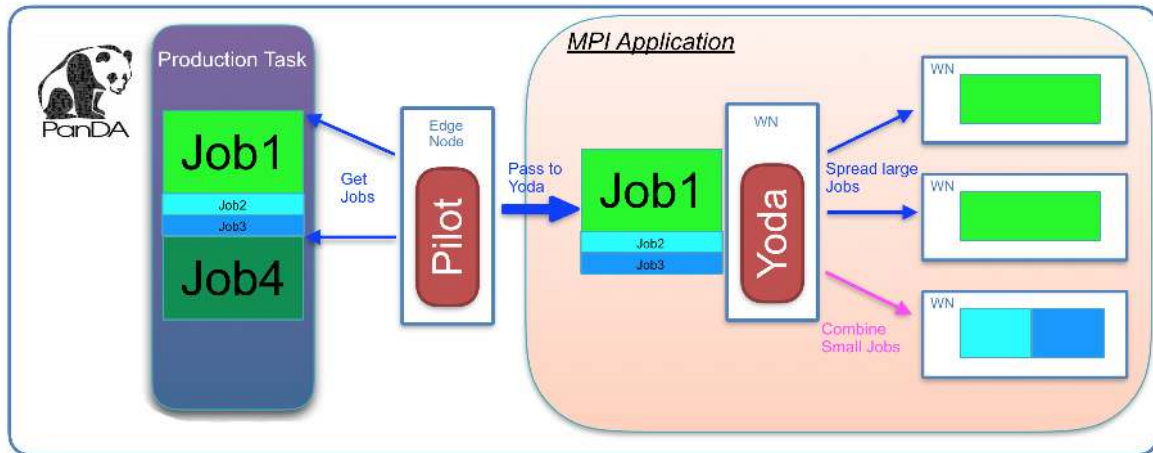 PanDA
Production Task
Job1
Job2
Job3
Job4
Get
Jobs
Edge
Node
Pilot
Pass to
Yoda
MPI Application
Job1
Job2
Job3
WN
Yoda
Spread large
Jobs
Combine
Small Jobs
WN
WN
WN